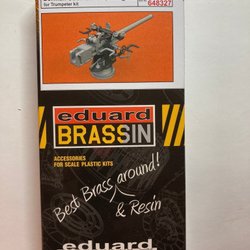 for Trumpeter kit
648327
eduard
BRASSIN
ACCESSORIES
FOR SCALE PLASTIC KITS
Best Brass around!
& Resin
eduard